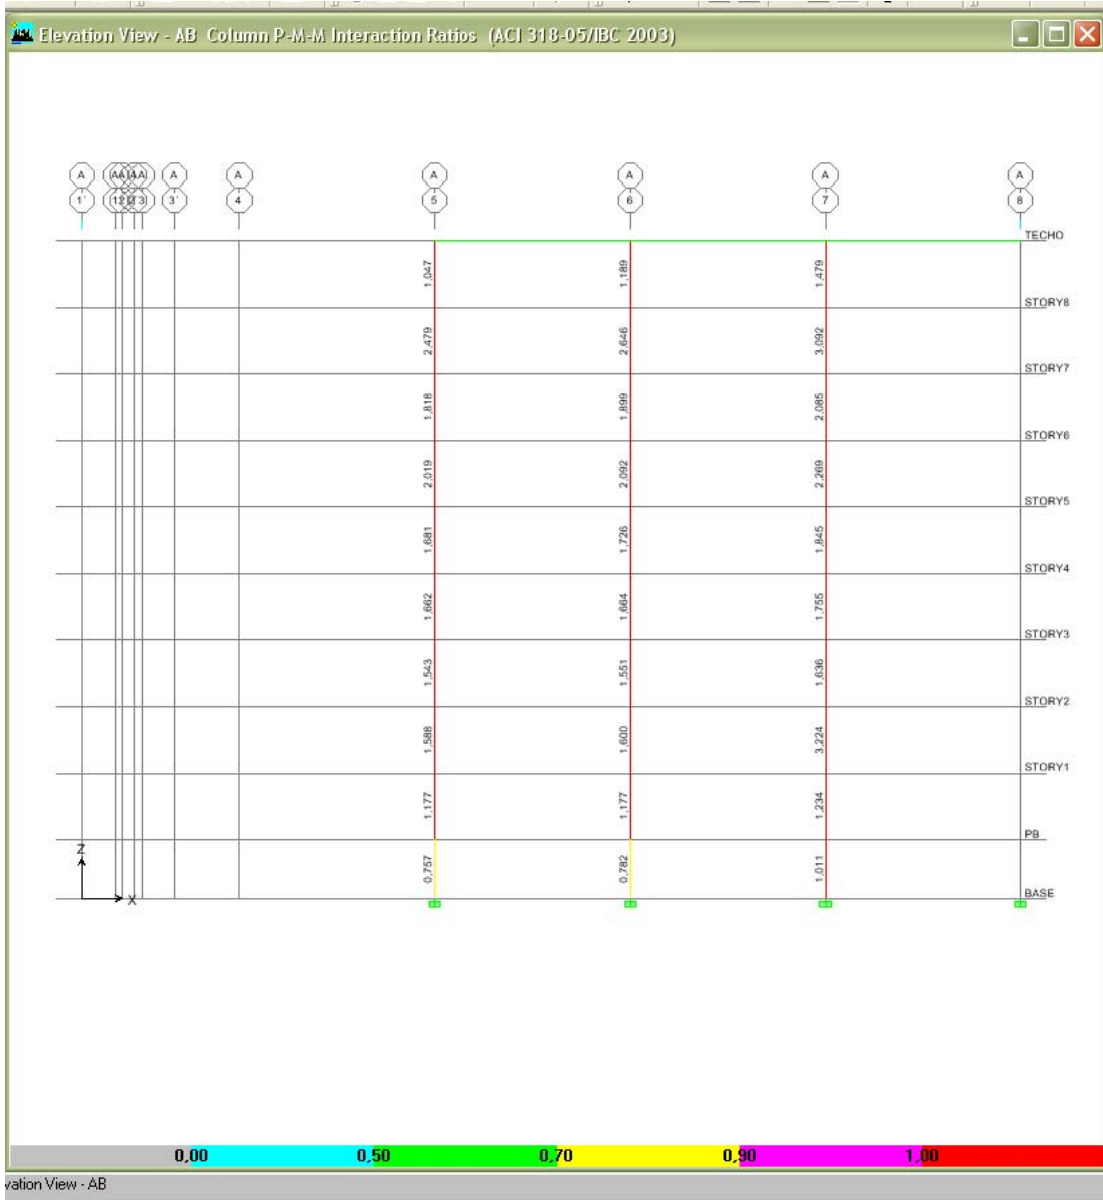 Elevation View - AB Column P-M-M Interaction Ratios (ACI 318-05/IBC 2003)
A A A A A A A A
1' 3' 4 5 6 7 8
TECHO
1,047 1,189 1,479
STORY8
2,479 2,646 3,092
STORY7
1,818 1,899 2,085
STORY6
2,019 2,092 2,269
STORY5
1,681 1,726 1,845
STORY4
1,662 1,664 1,755
STORY3
1,543 1,551 1,636
STORY2
1,588 1,600 3,224
STORY1
1,177 1,177 1,234
PB
Z
0,757 0,782 1,011
BASE
X
0,00 0,50 0,70 0,90 1,00
vation View - AB